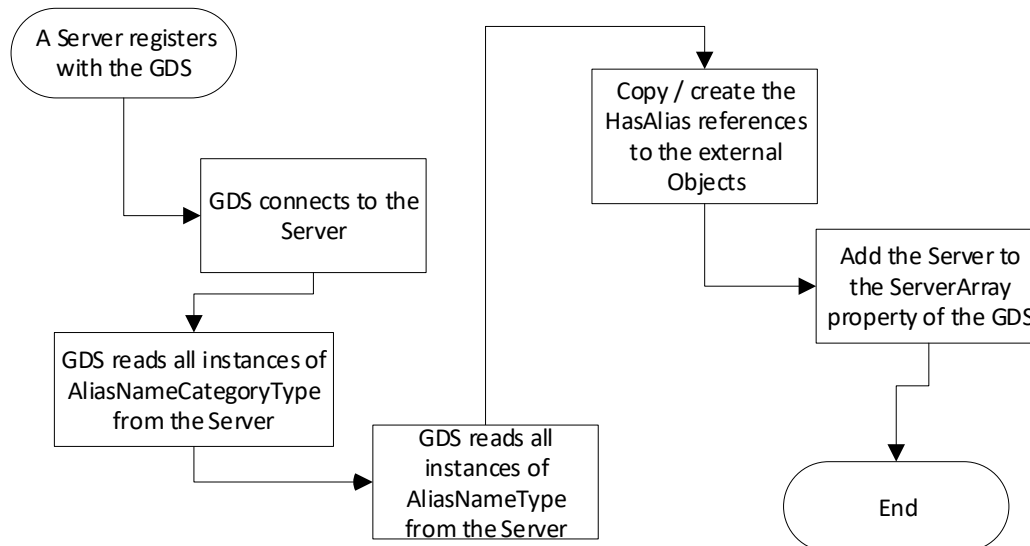 A Server registers
with the GDS
GDS connects to the
Server
GDS reads all instances of
AliasNameCategoryType
from the Server
GDS reads all
instances of
AliasNameType
from the Server
Copy / create the
HasAlias references
to the external
Objects
Add the Server to
the ServerArray
property of the GDS
End